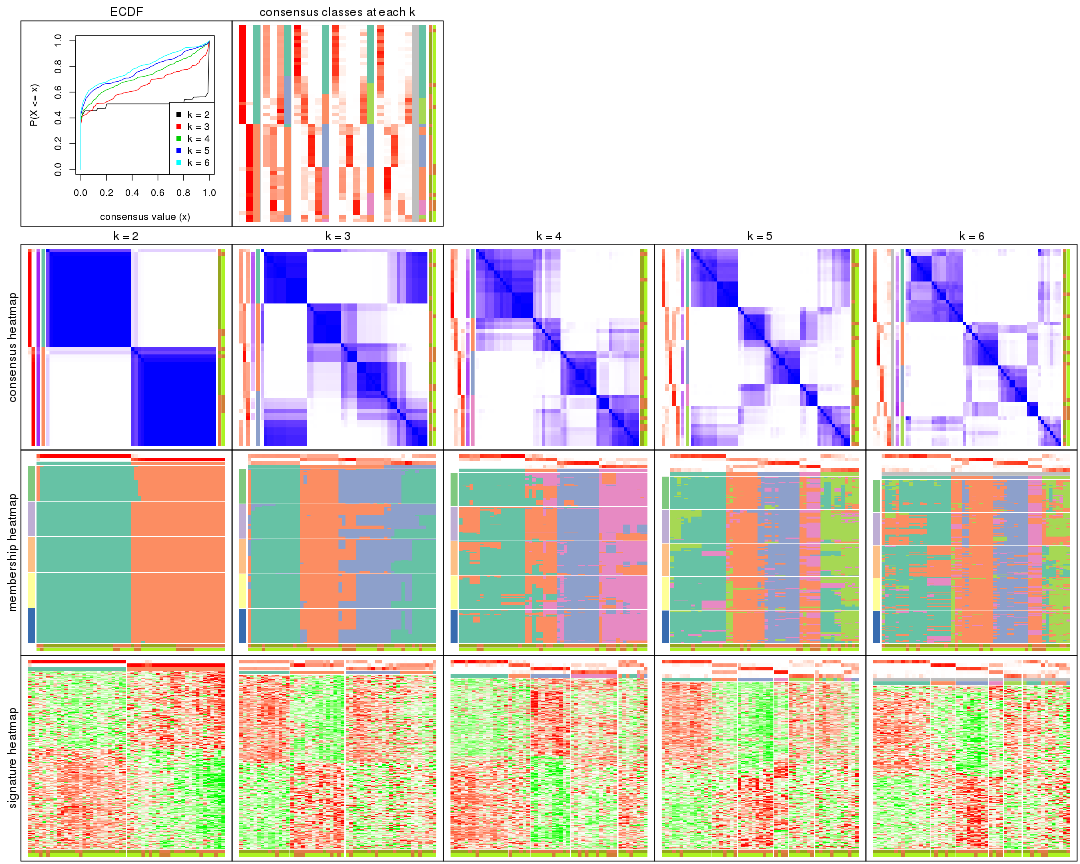 ECDF
consensus classes at each k
P(X <= x)
0.0 0.2 0.4 0.6 0.8 1.0
k = 2
k = 3
k = 4
k = 5
k = 6
0.0 0.2 0.4 0.6 0.8 1.0
consensus value (x)
k = 2
k = 3
k = 4
k = 5
k = 6
consensus heatmap
membership heatmap
signature heatmap